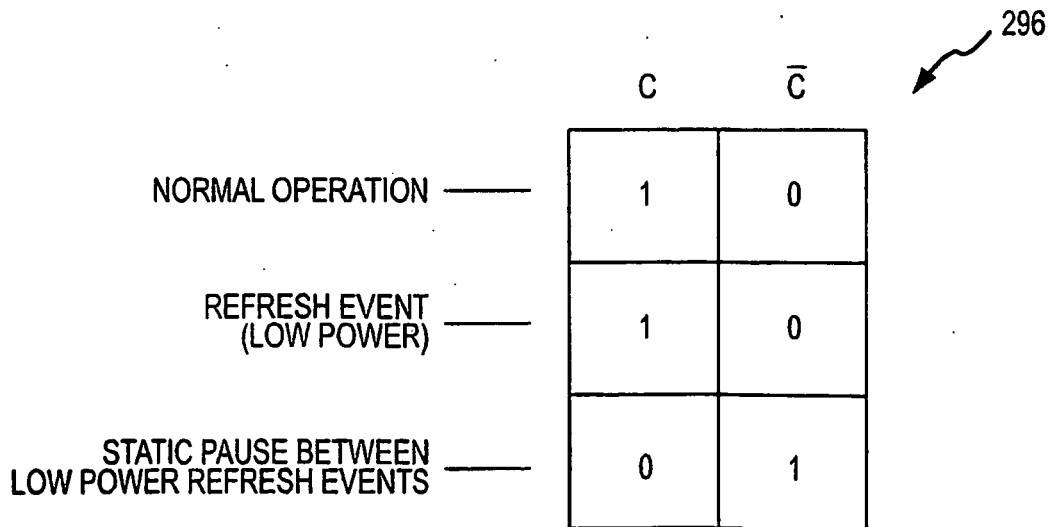 296
C C̅
NORMAL OPERATION 1 0
REFRESH EVENT
(LOW POWER) 1 0
STATIC PAUSE BETWEEN
LOW POWER REFRESH EVENTS 0 1